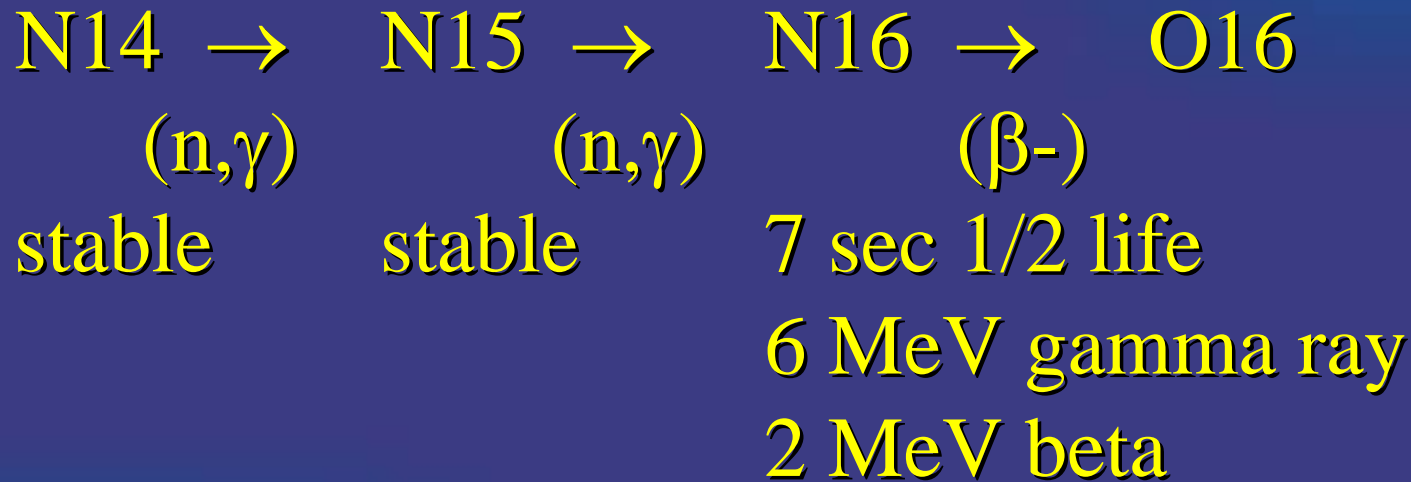 N14 → N15 → N16 → O16
(n,γ) (n,γ) (β-)
stable stable 7 sec 1/2 life
6 MeV gamma ray
2 MeV beta